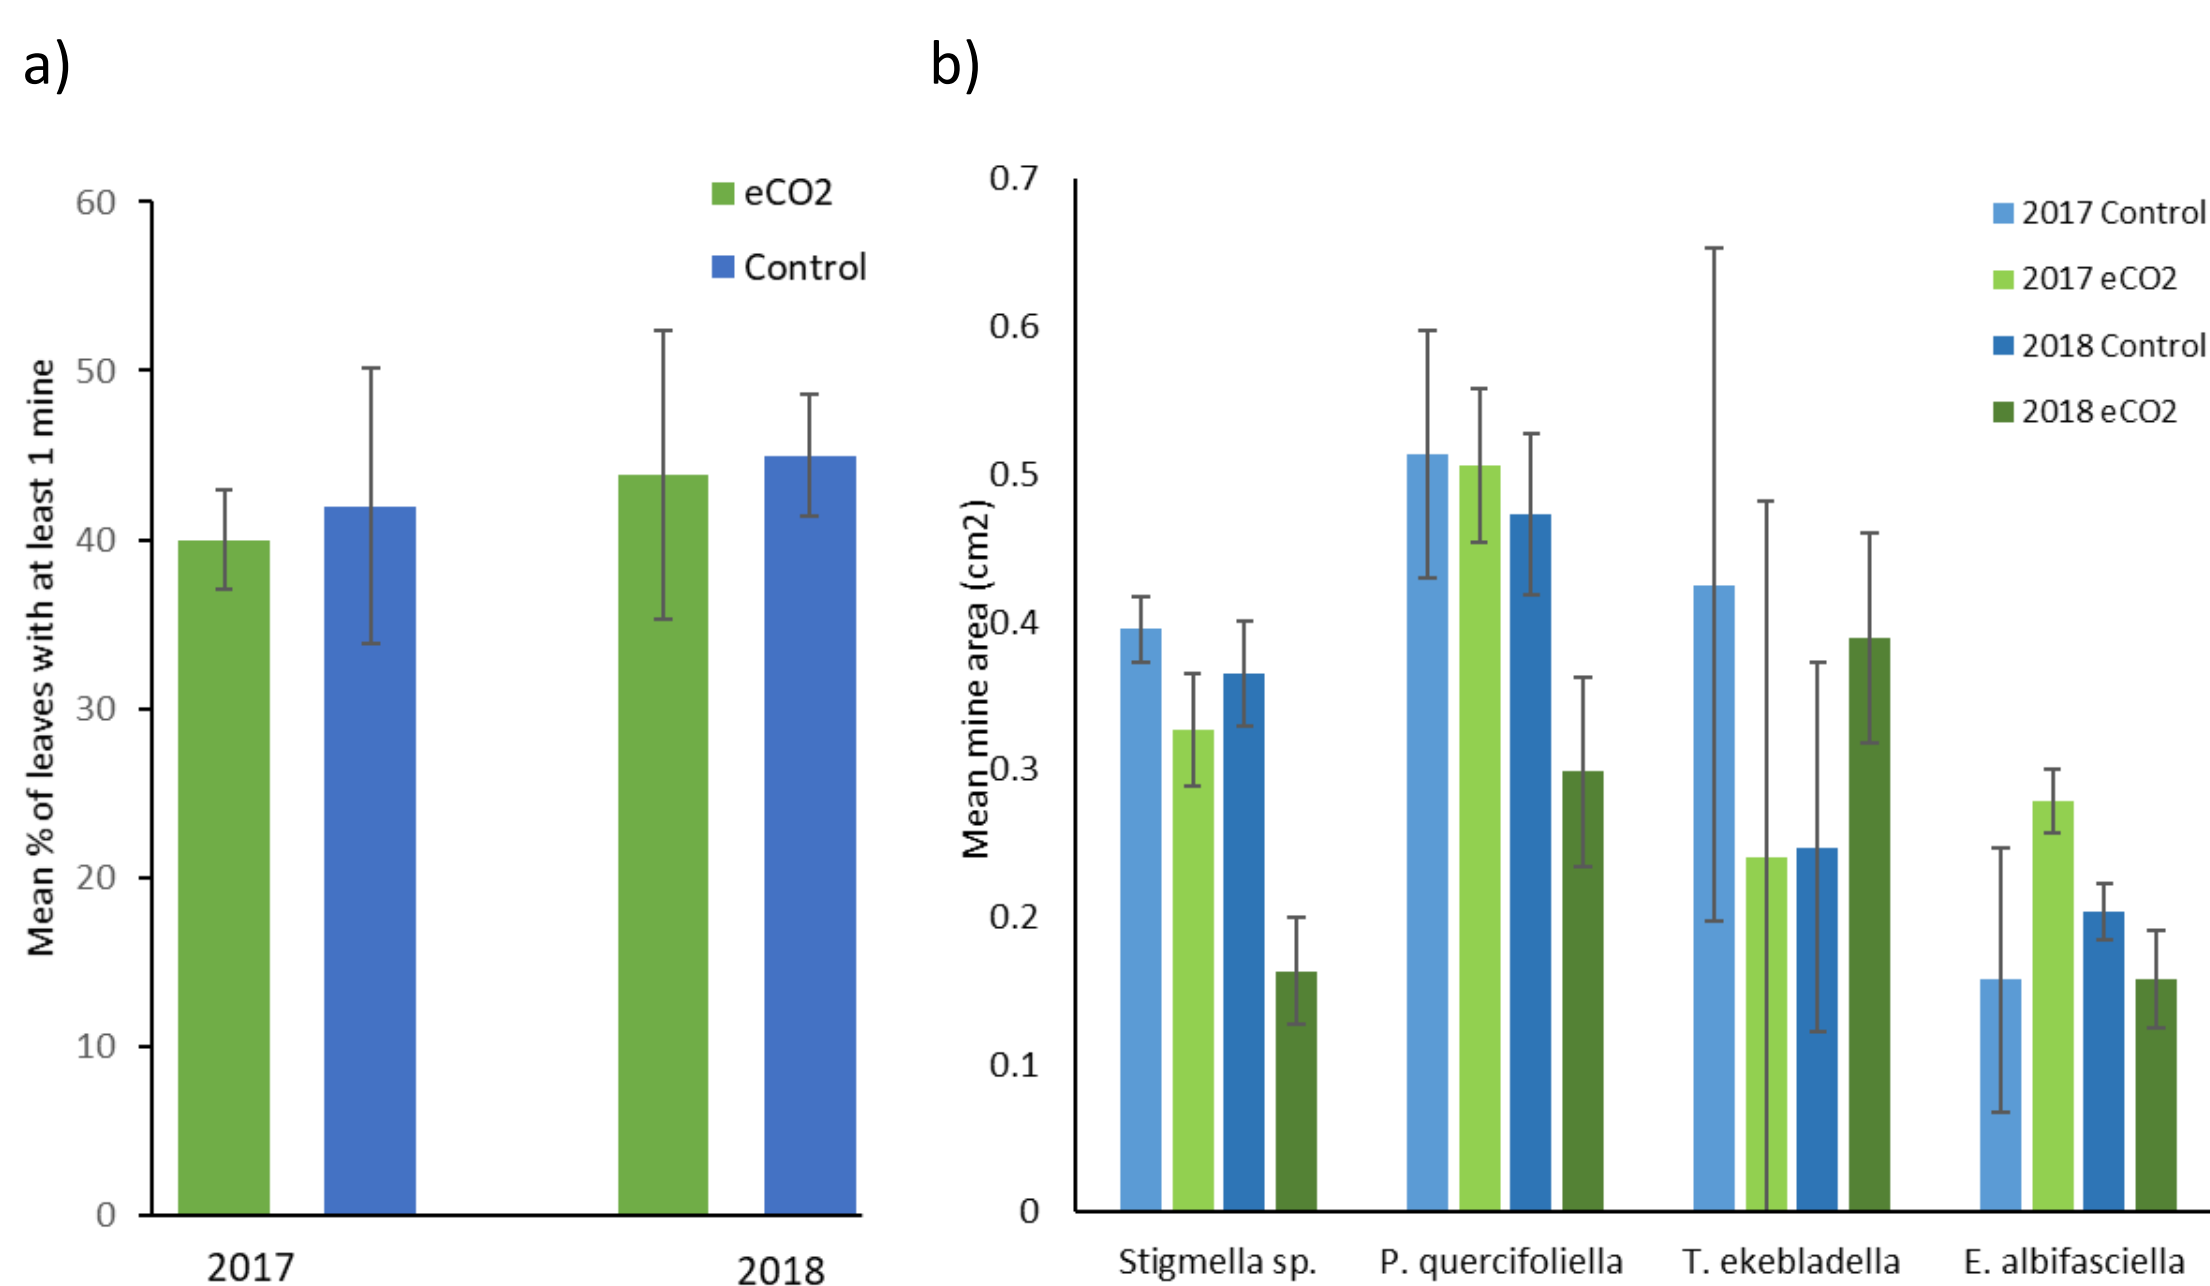 a)
Mean % of leaves with at least 1 mine
60
50
40
30
20
10
0
eCO2
Control
2017
2018
b)
Mean mine area (cm2)
0.7
0.6
0.5
0.4
0.3
0.2
0.1
0
2017 Control
2017 eCO2
2018 Control
2018 eCO2
Stigmella sp.
P. quercifoliella
T. ekebladella
E. albifasciella